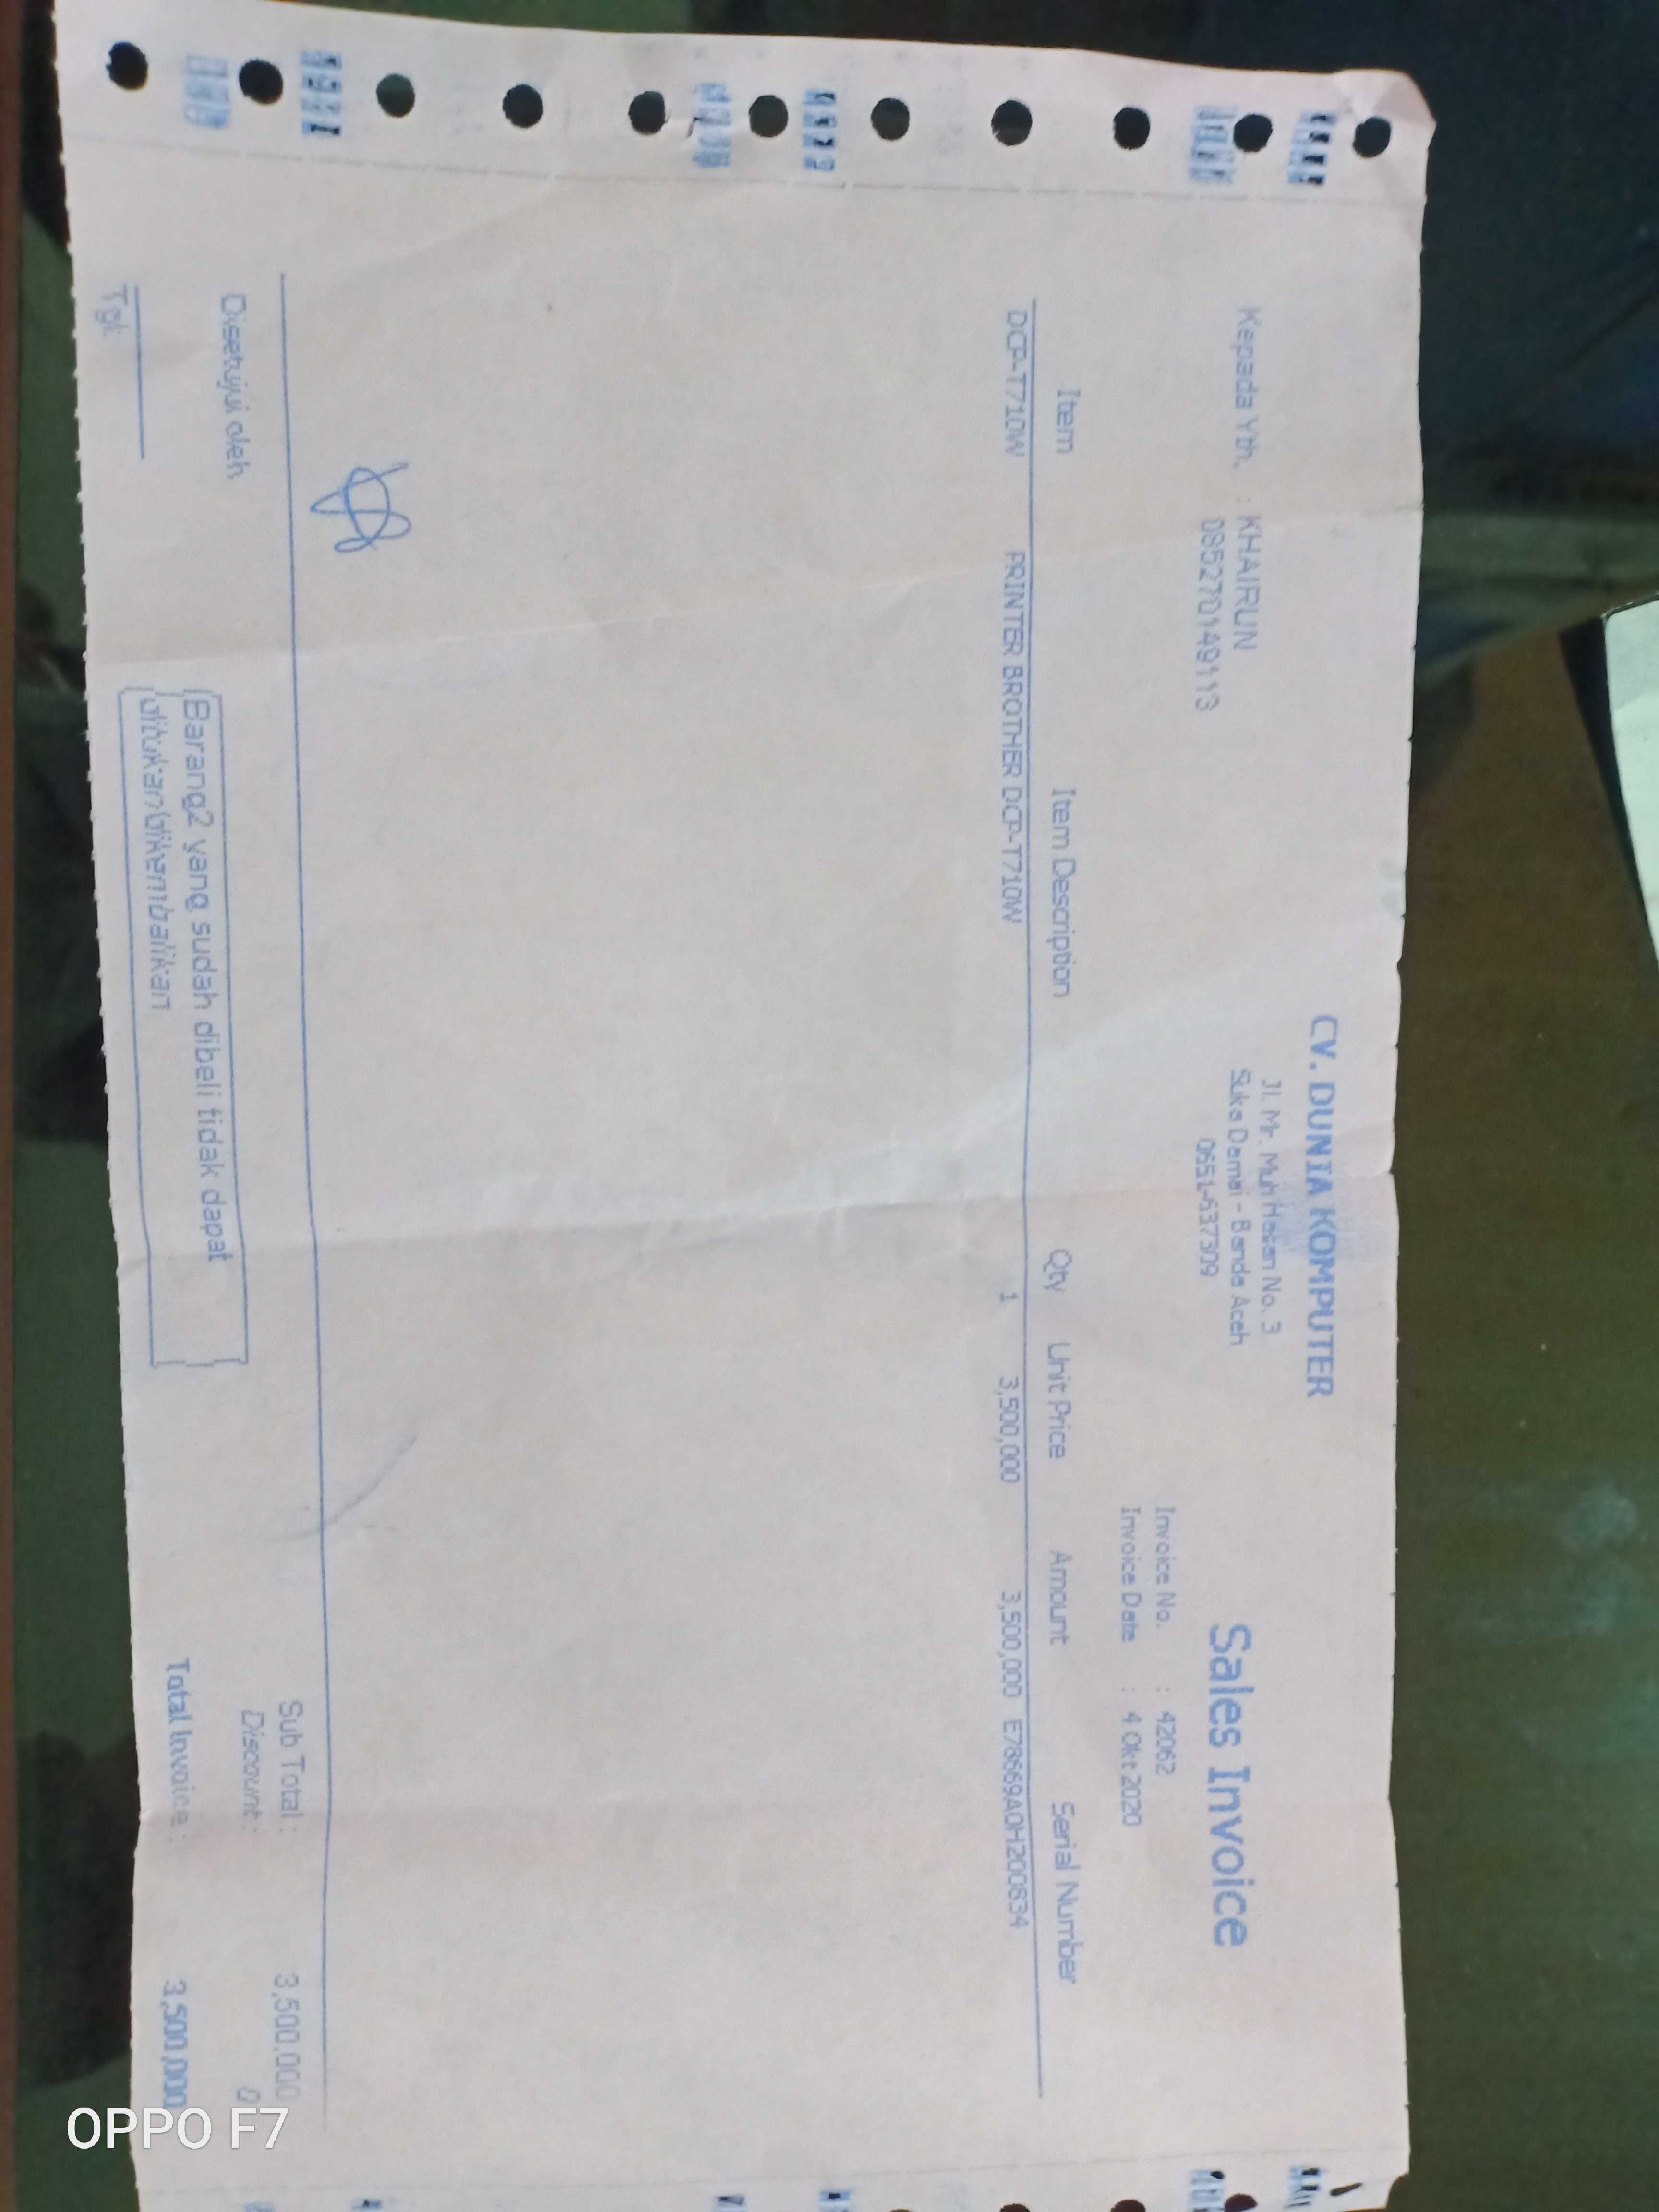 CV. DUNIA KOMPUTER
Jl. Mr. Muh Hasan No. 3
Suka Damai - Banda Aceh
0651-637309
Sales Invoice
Kepada Yth. : KHAIRUN
085270149113
Invoice No. : 42062
Invoice Date : 4 Okt 2020
Item Item Description Qty Unit Price Amount Serial Number
DCP-T710W PRINTER BROTHER DCP-T710W 1 3,500,000 3,500,000 E78669A0H200834
Sub Total : 3,500,000
Discount : 0
Total Invoice : 3,500,000
Disetujui oleh
Tgl.
Barang2 yang sudah dibeli tidak dapat
ditukan/dikembalikan
OPPO F7